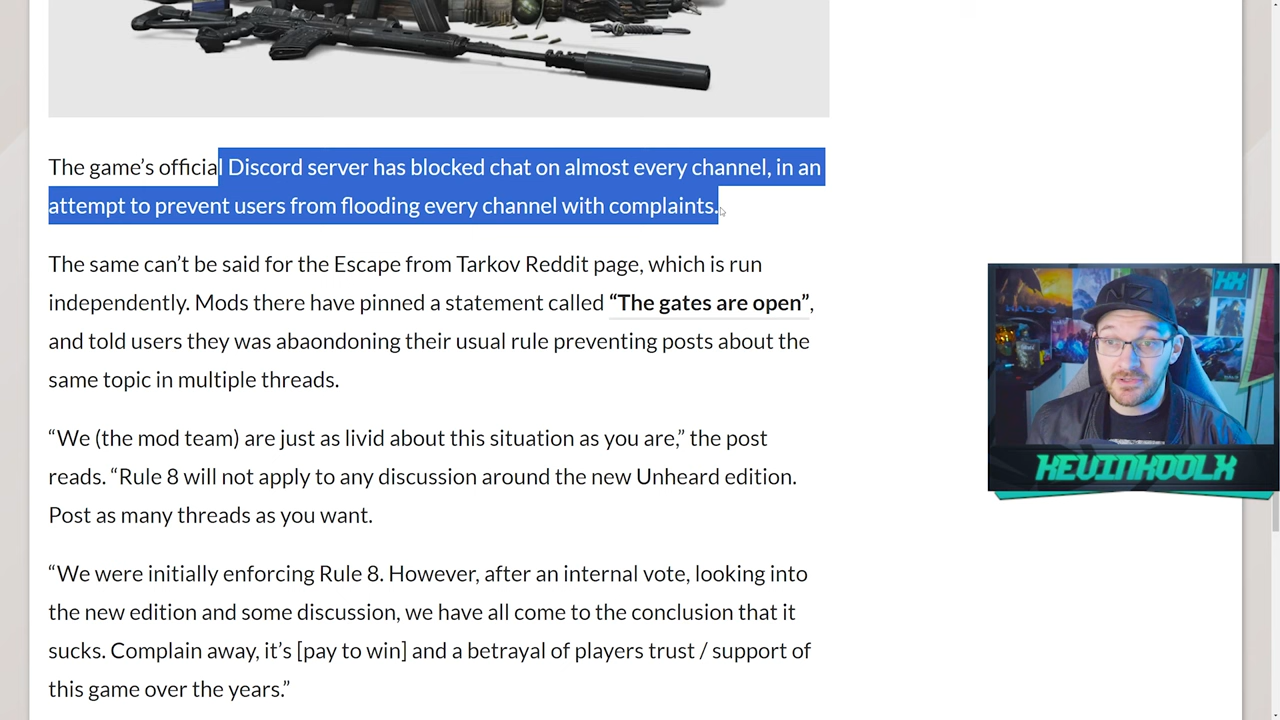 The game’s official Discord server has blocked chat on almost every channel, in an
attempt to prevent users from flooding every channel with complaints.
The same can’t be said for the Escape from Tarkov Reddit page, which is run
independently. Mods there have pinned a statement called “The gates are open”,
and told users they was abaondoning their usual rule preventing posts about the
same topic in multiple threads.
“We (the mod team) are just as livid about this situation as you are,” the post
reads. “Rule 8 will not apply to any discussion around the new Unheard edition.
Post as many threads as you want.
“We were initially enforcing Rule 8. However, after an internal vote, looking into
the new edition and some discussion, we have all come to the conclusion that it
sucks. Complain away, it’s [pay to win] and a betrayal of players trust / support of
this game over the years.”
KEVINKOOLX